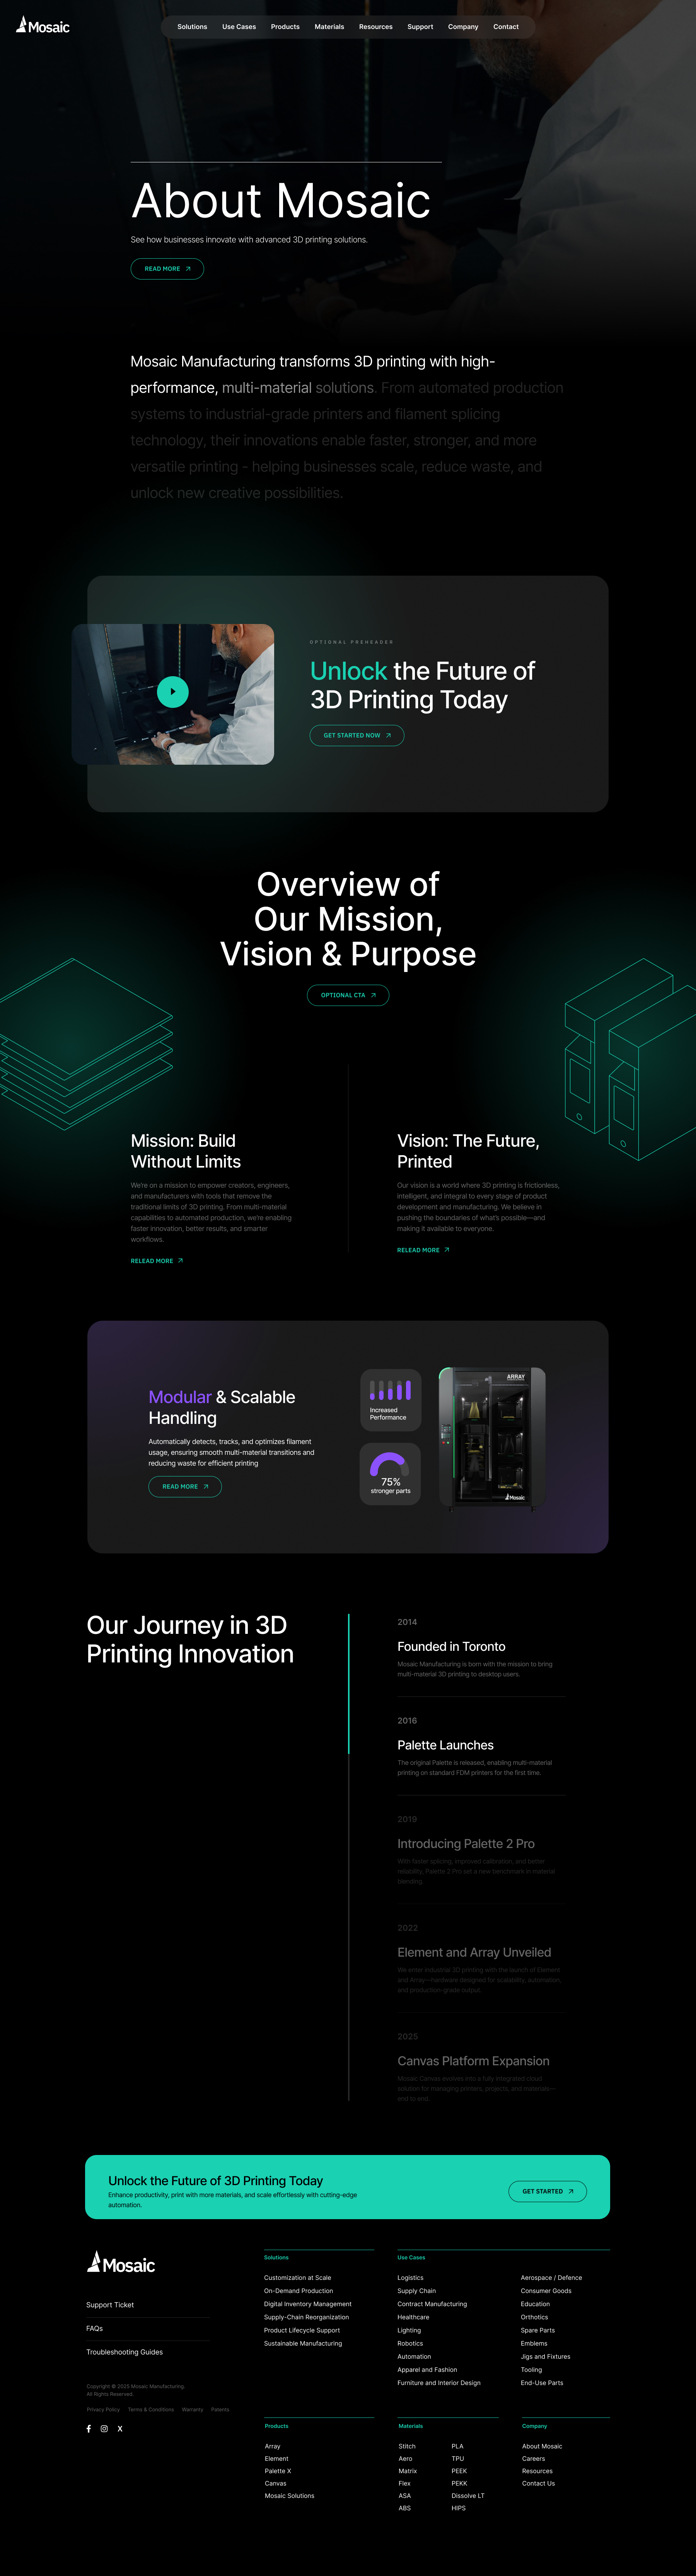 Mosaic
Solutions
Use Cases
Products
Materials
Resources
Support
Company
Contact
About Mosaic
See how businesses innovate with advanced 3D printing solutions.
READ MORE
Mosaic Manufacturing transforms 3D printing with high-
performance, multi-material solutions. From automated production
systems to industrial-grade printers and filament splicing
technology, their innovations enable faster, stronger, and more
versatile printing - helping businesses scale, reduce waste, and
unlock new creative possibilities.
OPTIONAL PREHEADER
Unlock the Future of
3D Printing Today
GET STARTED NOW
Overview of
Our Mission,
Vision & Purpose
OPTIONAL CTA
Mission: Build
Without Limits
We're on a mission to empower creators, engineers,
and manufacturers with tools that remove the
traditional limits of 3D printing. From multi-material
capabilities to automated production, we're enabling
faster innovation, better results, and smarter
workflows.
RELEAD MORE
Vision: The Future,
Printed
Our vision is a world where 3D printing is frictionless,
intelligent, and integral to every stage of product
development and manufacturing. We believe in
pushing the boundaries of what's possible—and
making it available to everyone.
RELEAD MORE
Modular & Scalable
Handling
Automatically detects, tracks, and optimizes filament
usage, ensuring smooth multi-material transitions and
reducing waste for efficient printing
READ MORE
Increased
Performance
75%
stronger parts
ARRAY
Mosaic
Our Journey in 3D
Printing Innovation
2014
Founded in Toronto
Mosaic Manufacturing is born with the mission to bring
multi-material 3D printing to desktop users.
2016
Palette Launches
The original Palette is released, enabling multi-material
printing on standard FDM printers for the first time.
2019
Introducing Palette 2 Pro
With faster splicing, improved calibration, and better
reliability, Palette 2 Pro set a new benchmark in material
blending.
2022
Element and Array Unveiled
We enter industrial 3D printing with the launch of Element
and Array—hardware designed for scalability, automation,
and production-grade output.
2025
Canvas Platform Expansion
Mosaic Canvas evolves into a fully integrated cloud
solution for managing printers, projects, and materials—
end to end.
Unlock the Future of 3D Printing Today
Enhance productivity, print with more materials, and scale effortlessly with cutting-edge
automation.
GET STARTED
Mosaic
Support Ticket
FAQs
Troubleshooting Guides
Copyright © 2025 Mosaic Manufacturing.
All Rights Reserved.
Privacy Policy
Terms & Conditions
Warranty
Patents
Solutions
Customization at Scale
On-Demand Production
Digital Inventory Management
Supply-Chain Reorganization
Product Lifecycle Support
Sustainable Manufacturing
Use Cases
Logistics
Supply Chain
Contract Manufacturing
Healthcare
Lighting
Robotics
Automation
Apparel and Fashion
Furniture and Interior Design
Aerospace / Defence
Consumer Goods
Education
Orthotics
Spare Parts
Emblems
Jigs and Fixtures
Tooling
End-Use Parts
Products
Array
Element
Palette X
Canvas
Mosaic Solutions
Materials
Stitch
Aero
Matrix
Flex
ASA
ABS
PLA
TPU
PEEK
PEKK
Dissolve LT
HIPS
Company
About Mosaic
Careers
Resources
Contact Us